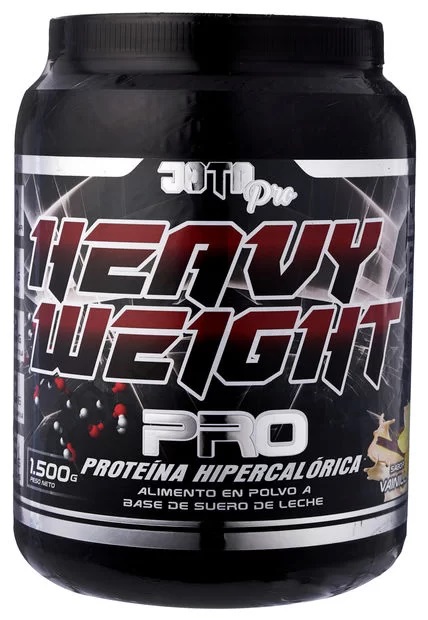 JOTA Pro
HEAVY
WEIGHT
PRO
1.500G
PESO NETO
PROTEÍNA HIPERCALÓRICA
ALIMENTO EN POLVO A
BASE DE SUERO DE LECHE
SABOR